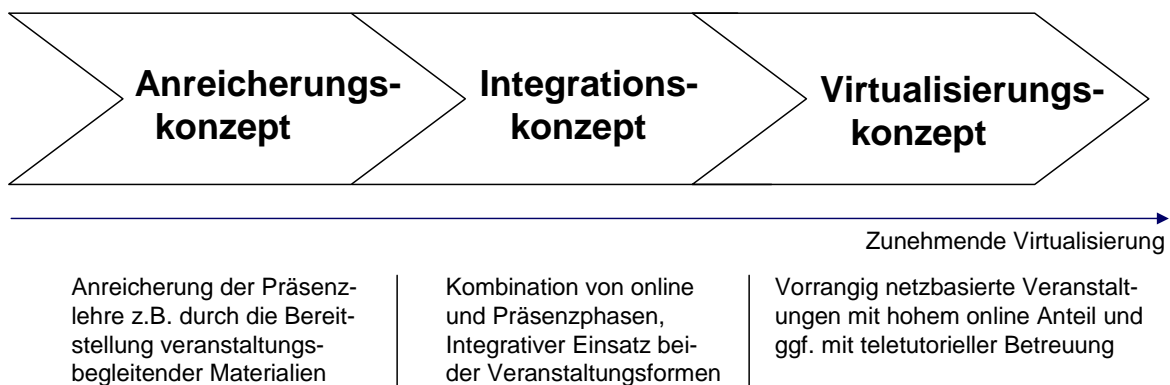 Anreicherungs-
konzept
Integrations-
konzept
Virtualisierungs-
konzept
Zunehmende Virtualisierung
Anreicherung der Präsenz-
lehre z.B. durch die Bereit-
stellung veranstaltungs-
begleitender Materialien
Kombination von online
und Präsenzphasen,
Integrativer Einsatz bei-
der Veranstaltungsformen
Vorrangig netzbasierte Veranstalt-
ungen mit hohem online Anteil und
ggf. mit teletutorieller Betreuung